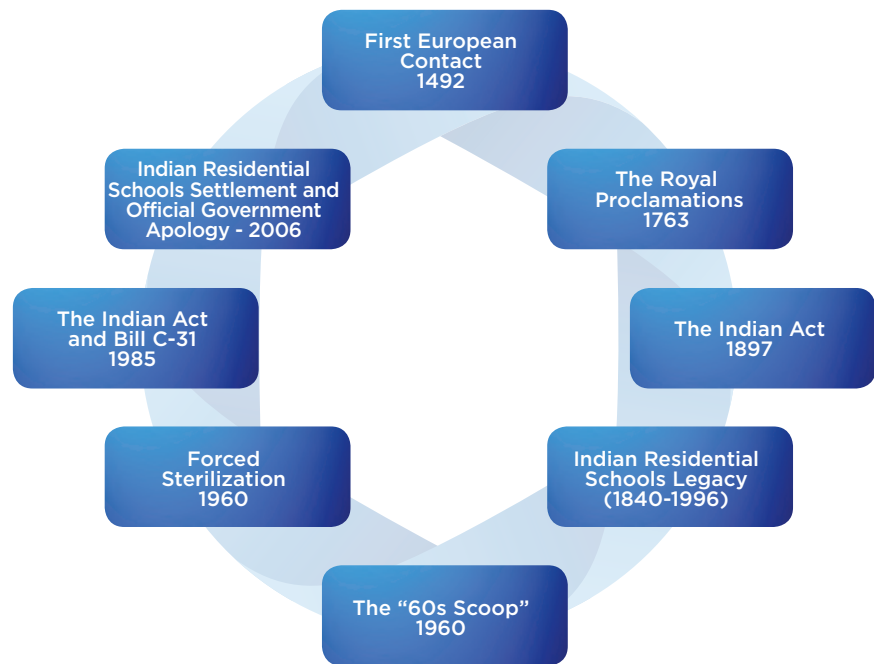 First European
Contact
1492
The Royal
Proclamations
1763
The Indian Act
1897
Indian Residential
Schools Legacy
(1840-1996)
The “60s Scoop”
1960
Forced
Sterilization
1960
The Indian Act
and Bill C-31
1985
Indian Residential
Schools Settlement and
Official Government
Apology - 2006